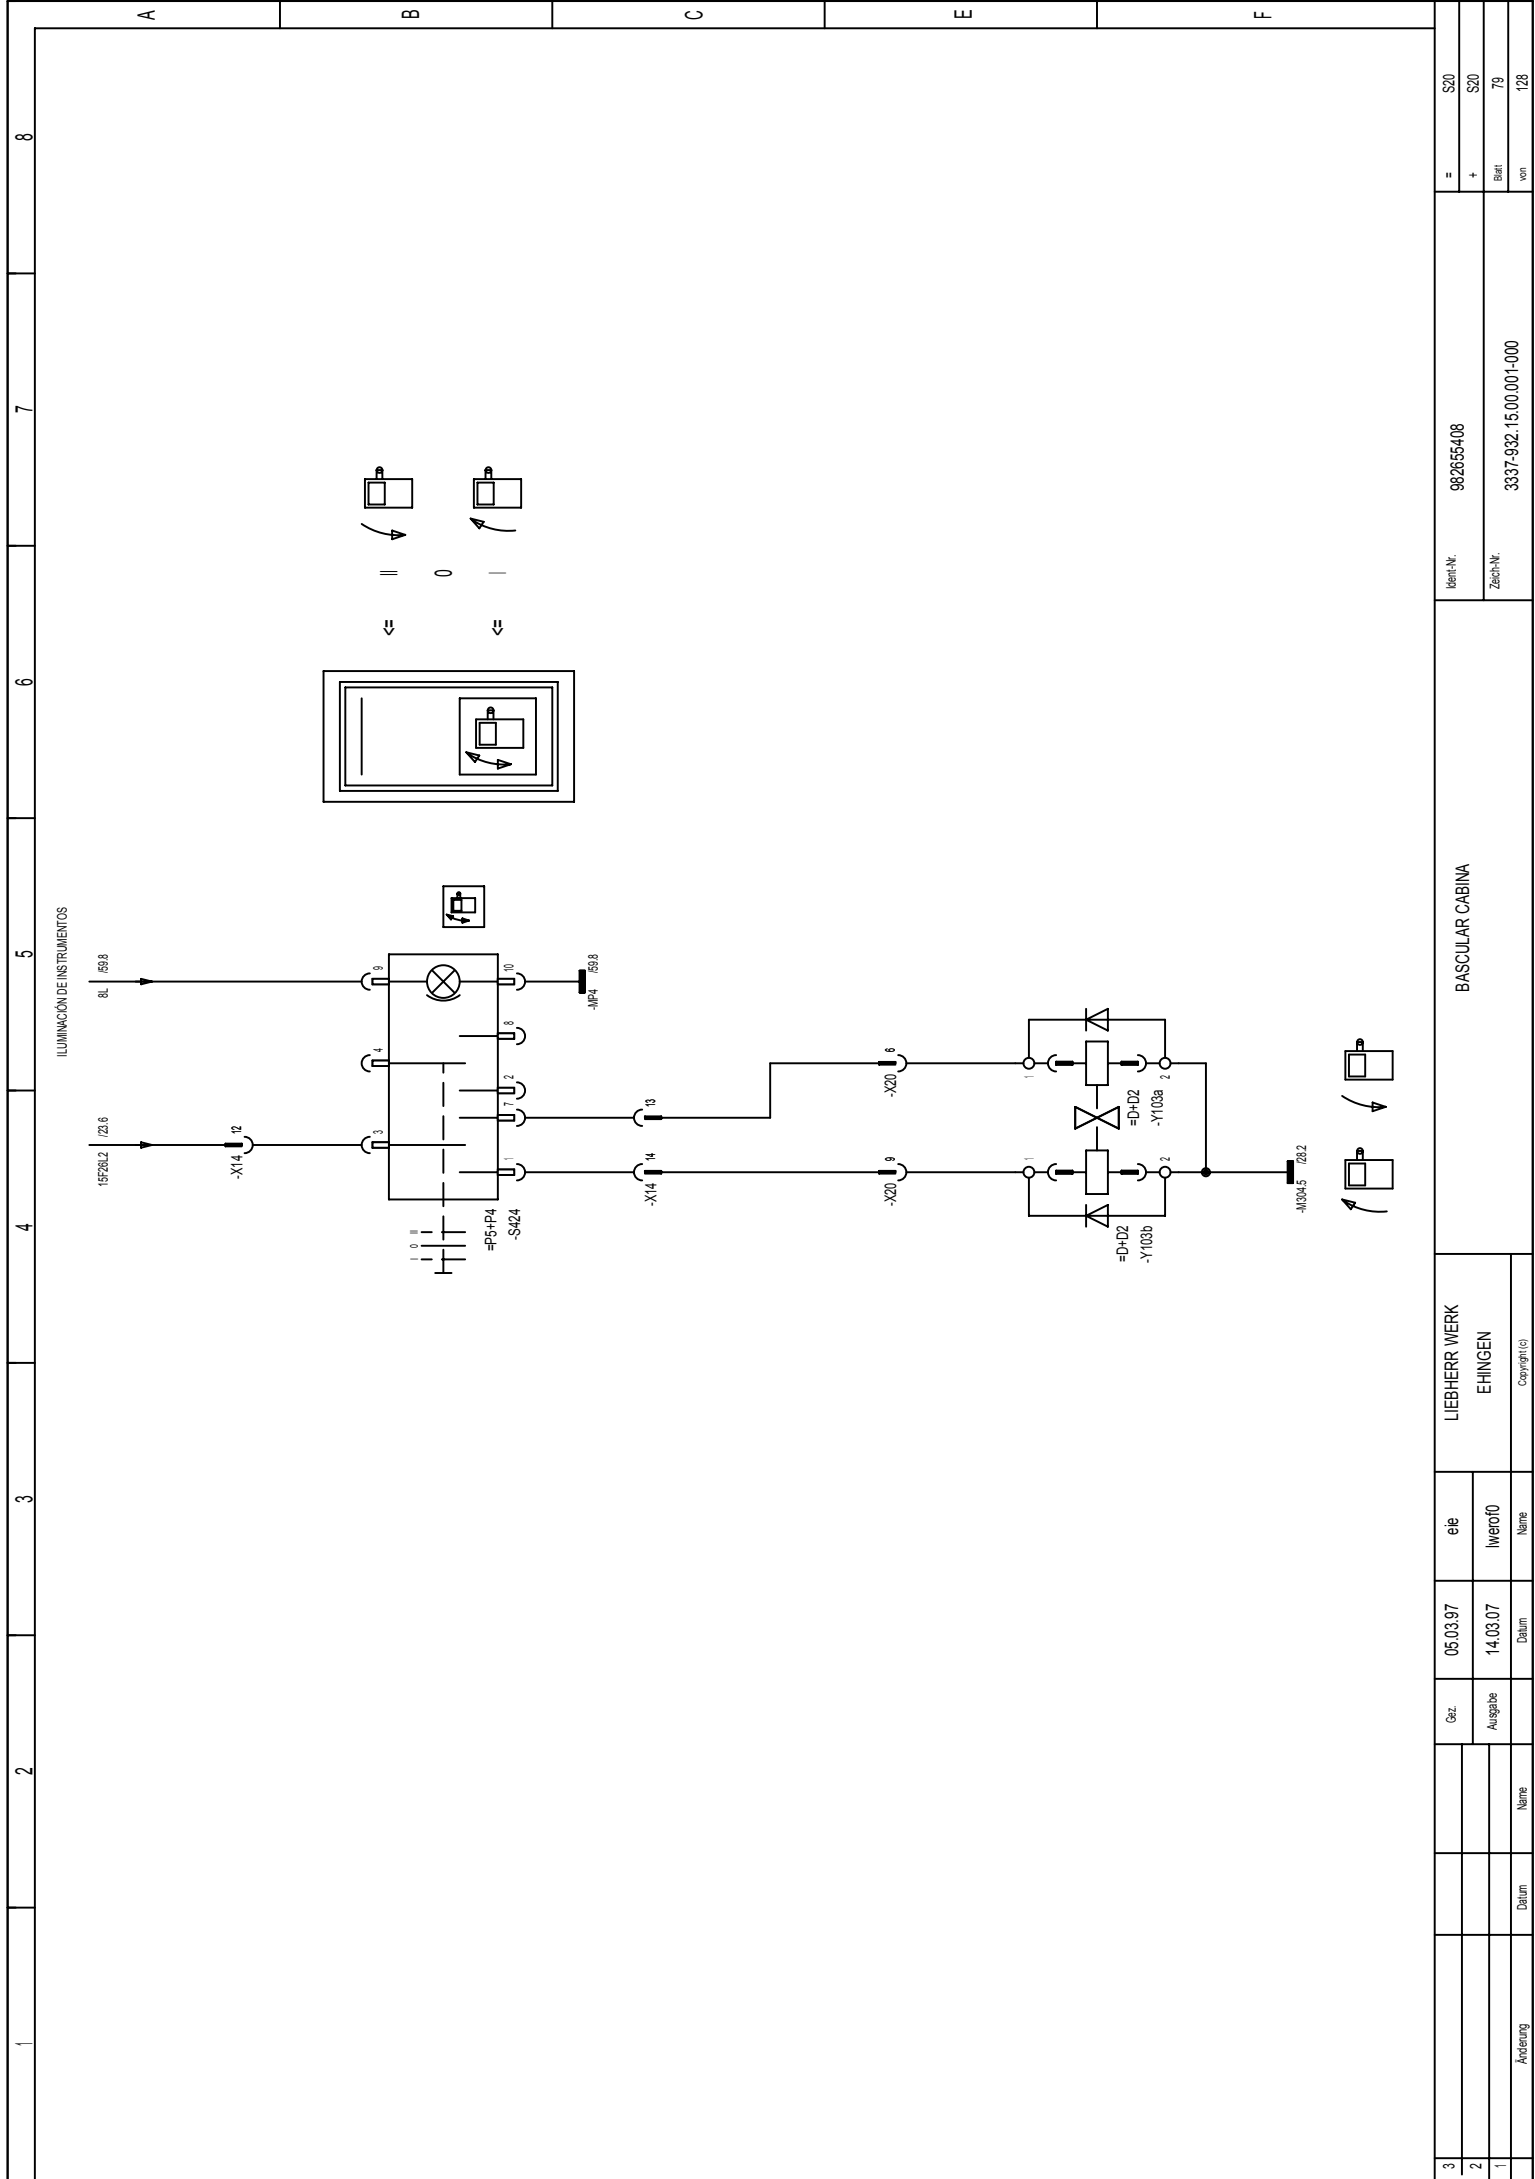 1 2 3 4 5 6 7 8
A
B
C
E
F
ILUMINACIÓN DE INSTRUMENTOS
15F26L2 /23.6
8L /59.8
-X14 12
3 4 9
I 0 II
=P5+P4
-S424
1 7 2 8 10
-MP4 /59.8
<= II
0
<= I
-X14 14
13
-X20 9
-X20 6
1 1
=D+D2
-Y103b
=D+D2
-Y103a
2 2
-M304.5 /28.2
3
2
1
Änderung
Datum
Name
Gez. 05.03.97 eie
Ausgabe 14.03.07 lwerof0
Datum
Name
LIEBHERR WERK
EHINGEN
Copyright (c)
BASCULAR CABINA
Ident-Nr. 982655408
Zeich-Nr. 3337-932.15.00.001-000
= S20
+ S20
Blatt 79
von 128